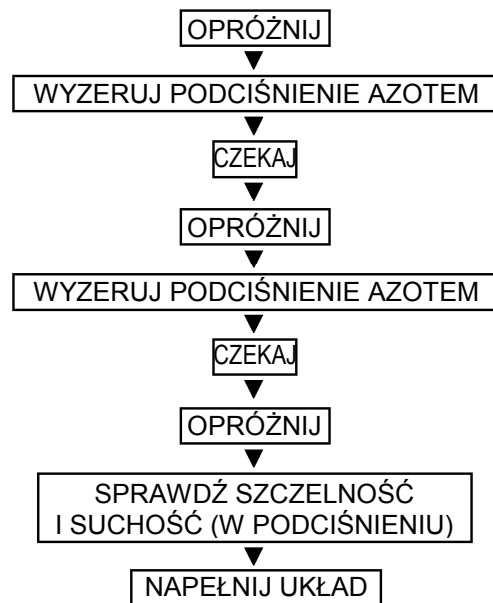 OPRÓŻNIJ
WYZERUJ PODCIŚNIENIE AZOTEM
CZEKAJ
OPRÓŻNIJ
WYZERUJ PODCIŚNIENIE AZOTEM
CZEKAJ
OPRÓŻNIJ
SPRAWDŹ SZCZELNOŚĆ
I SUCHOŚĆ (W PODCIŚNIENIU)
NAPEŁNIJ UKŁAD